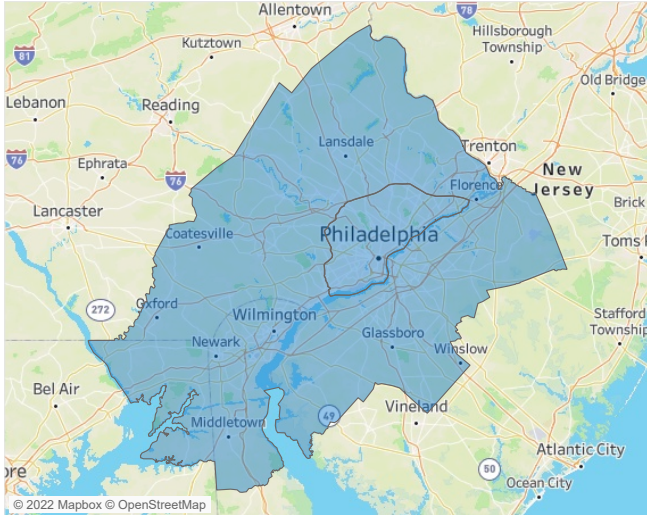 Allentown
78
Hillsborough
Township
81
Kutztown
Old Bridge
Lebanon
Reading
Lansdale
Trenton
76
Ephrata
New
Jersey
76
Florence
Brick
Lancaster
Coatesville
Philadelphia
Toms
272
Oxford
Wilmington
Stafford
Township
Newark
Glassboro
Winslow
Bel Air
49
Vineland
Middletown
Atlantic City
50
ore
Ocean City
© 2022 Mapbox © OpenStreetMap